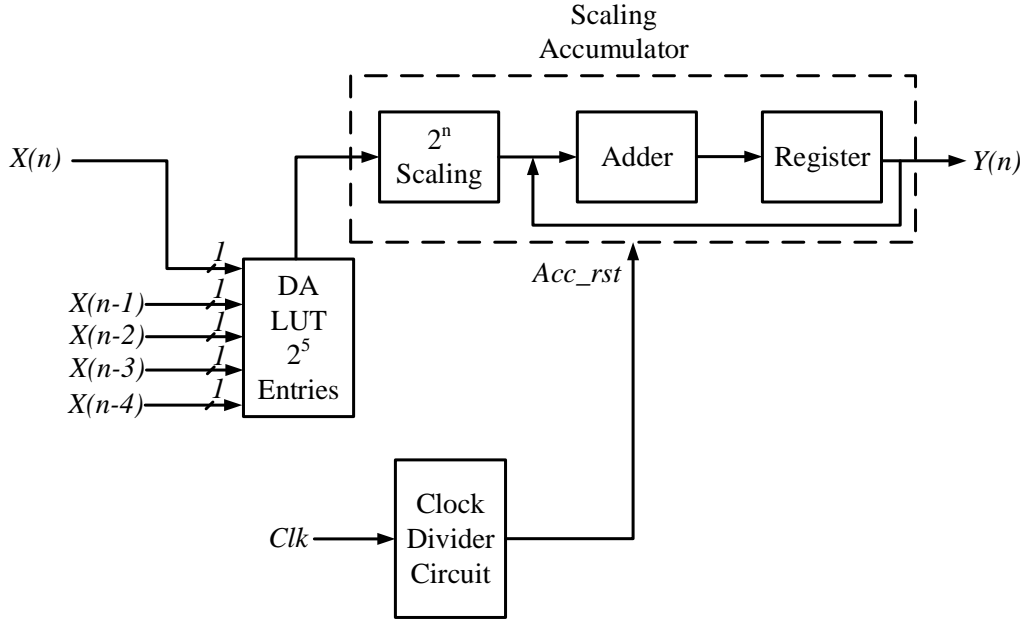 Scaling
Accumulator
2ⁿ
Scaling
Adder
Register
X(n)
Y(n)
1
1
1
1
1
X(n-1)
X(n-2)
X(n-3)
X(n-4)
DA
LUT
2⁵
Entries
Acc_rst
Clk
Clock
Divider
Circuit